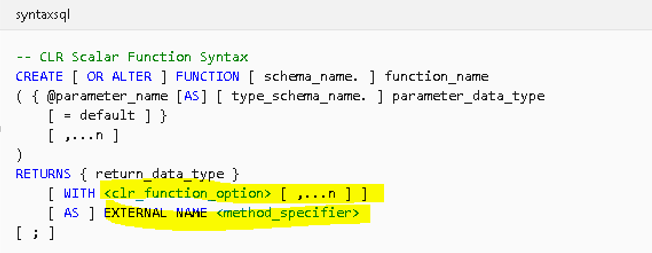 syntaxsql
-- CLR Scalar Function Syntax
CREATE [ OR ALTER ] FUNCTION [ schema_name. ] function_name
( { @parameter_name [AS] [ type_schema_name. ] parameter_data_type
[ = default ] }
[ ,...n ]
)
RETURNS { return_data_type }
[ WITH <clr_function_option> [ ,...n ] ]
[ AS ] EXTERNAL NAME <method_specifier>
[ ; ]